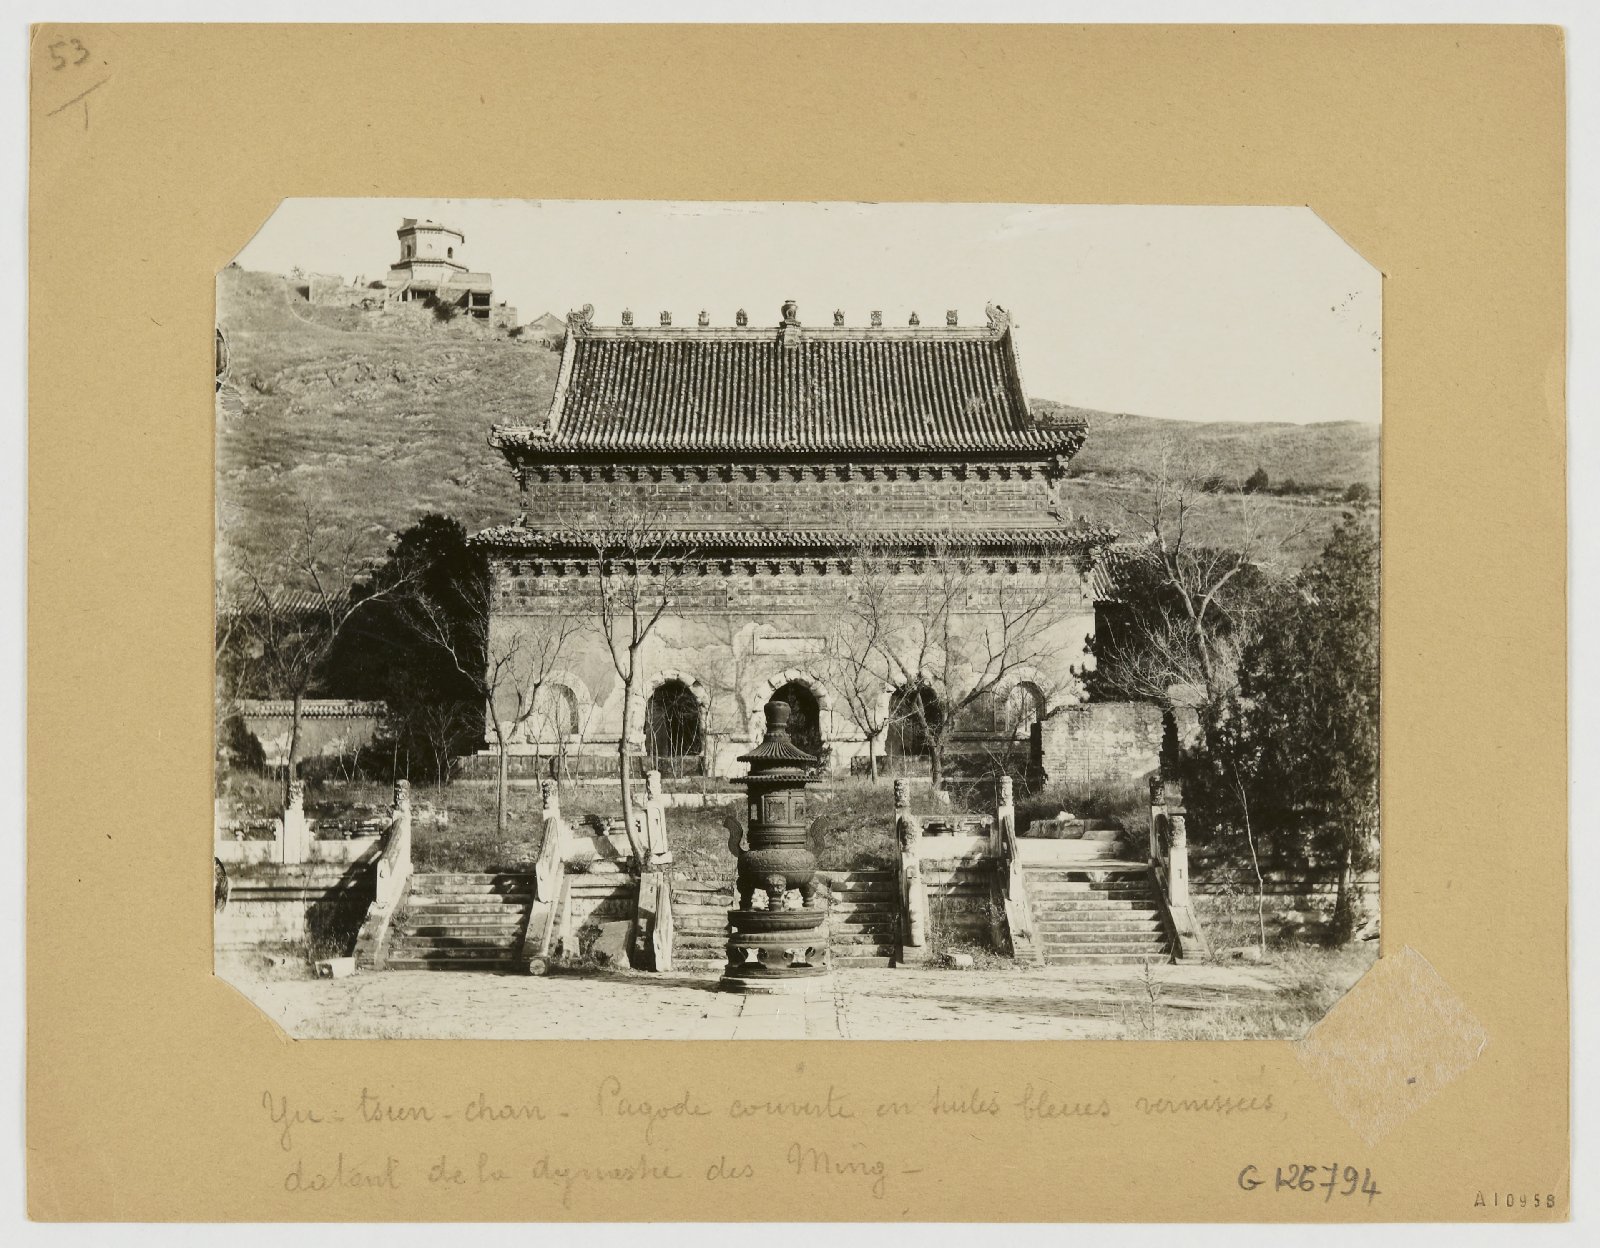 53.
1
Yu-tsien-chan - Pagode couverte en tuiles bleues vernissées,
datant de la dynastie des Ming -
G 126794
A10958